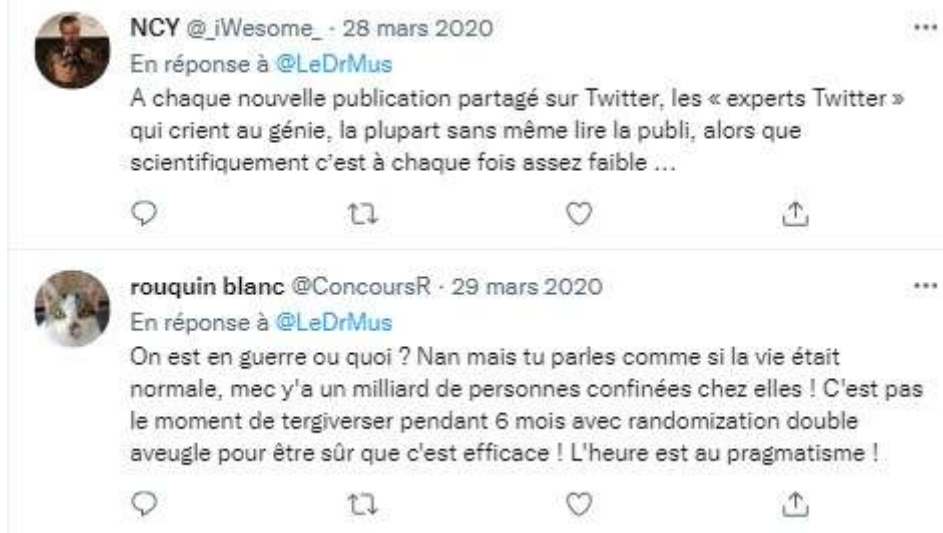 NCY @_iWesome_ · 28 mars 2020
En réponse à @LeDrMus
A chaque nouvelle publication partagé sur Twitter, les « experts Twitter »
qui crient au génie, la plupart sans même lire la publi, alors que
scientifiquement c'est à chaque fois assez faible ...
rouquin blanc @ConcoursR · 29 mars 2020
En réponse à @LeDrMus
On est en guerre ou quoi ? Nan mais tu parles comme si la vie était
normale, mec y'a un milliard de personnes confinées chez elles ! C'est pas
le moment de tergiverser pendant 6 mois avec randomization double
aveugle pour être sûr que c'est efficace ! L'heure est au pragmatisme !